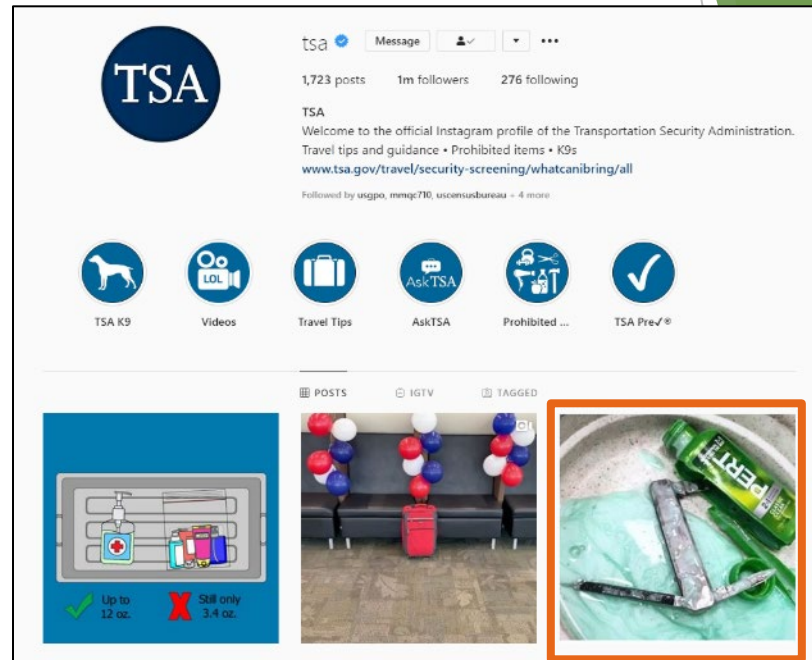 TSA
tsa Message
1,723 posts 1m followers 276 following
TSA
Welcome to the official Instagram profile of the Transportation Security Administration.
Travel tips and guidance • Prohibited items • K9s
www.tsa.gov/travel/security-screening/whatcanibring/all
Followed by usgpo, mmqc710, uscensusbureau + 4 more
LOL
AskTSA
TSA K9 Videos Travel Tips AskTSA Prohibited ... TSA Pre✓®
POSTS IGTV TAGGED
PERT
Up to
12 oz.
Still only
3.4 oz.